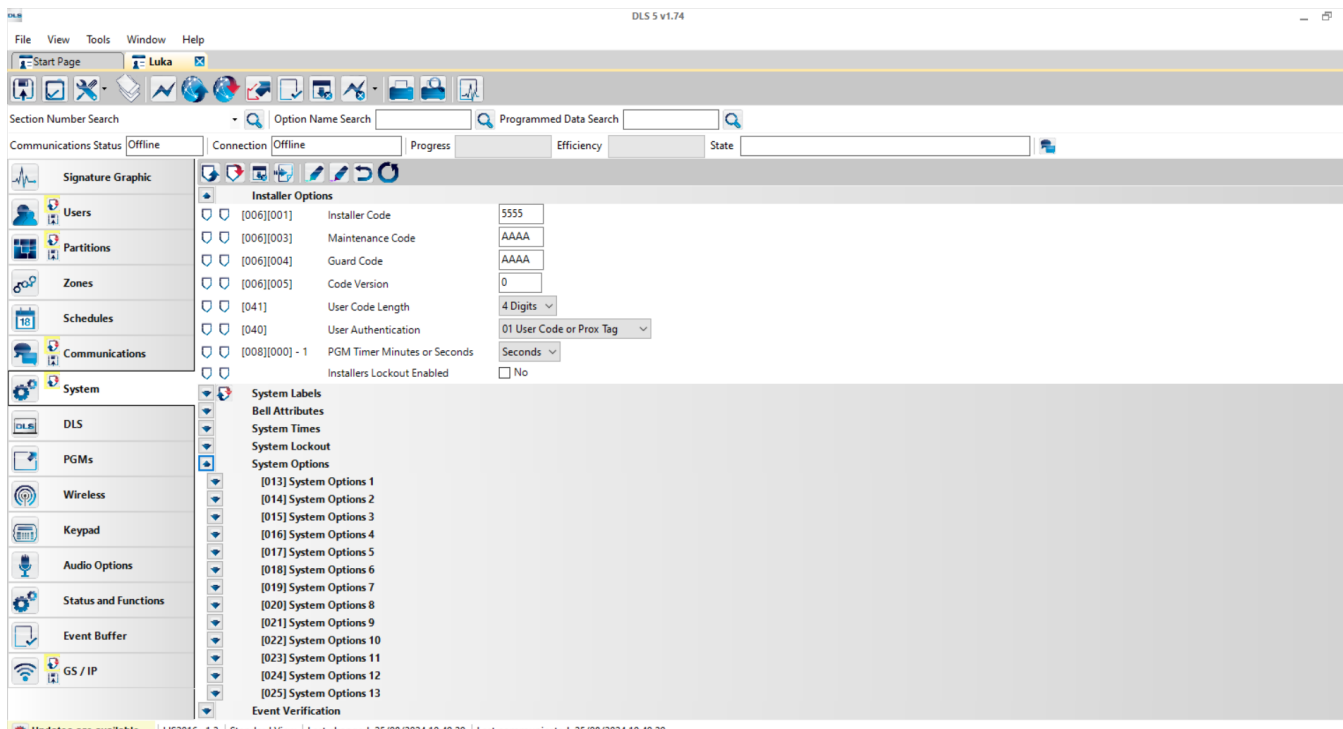 DLS
DLS 5 v1.74
File View Tools Window Help
Start Page Luka
Section Number Search Option Name Search Programmed Data Search
Communications Status Offline Connection Offline Progress Efficiency State
Signature Graphic
Users
Partitions
Zones
18 Schedules
Communications
System
DLS DLS
PGMs
Wireless
Keypad
Audio Options
Status and Functions
Event Buffer
GS / IP
Installer Options
[006][001] Installer Code 5555
[006][003] Maintenance Code AAAA
[006][004] Guard Code AAAA
[006][005] Code Version 0
[041] User Code Length 4 Digits
[040] User Authentication 01 User Code or Prox Tag
[008][000] - 1 PGM Timer Minutes or Seconds Seconds
Installers Lockout Enabled No
System Labels
Bell Attributes
System Times
System Lockout
System Options
[013] System Options 1
[014] System Options 2
[015] System Options 3
[016] System Options 4
[017] System Options 5
[018] System Options 6
[019] System Options 7
[020] System Options 8
[021] System Options 9
[022] System Options 10
[023] System Options 11
[024] System Options 12
[025] System Options 13
Event Verification